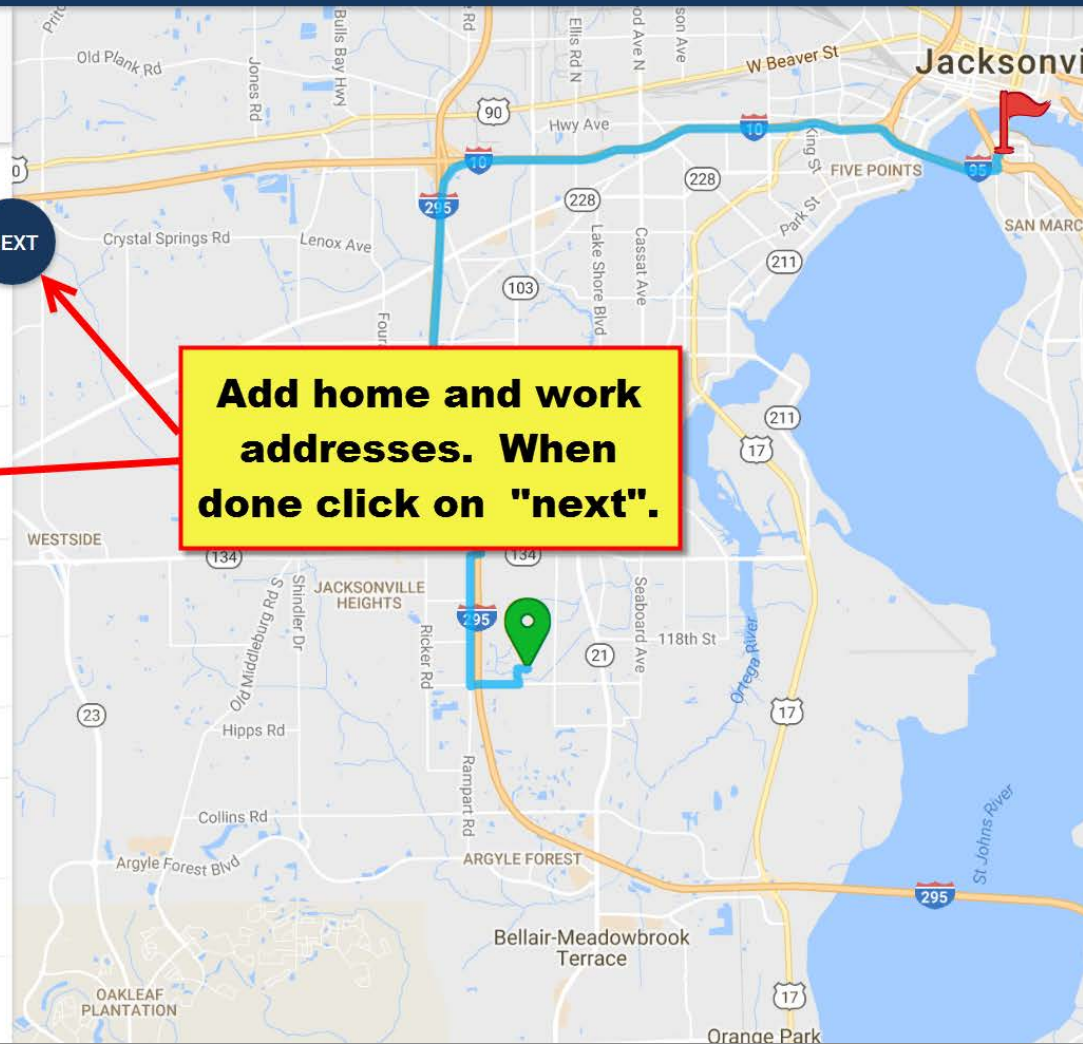 Old Plank Rd
Jones Rd
Bulls Bay Hwy
Rd
Ellis Rd N
W Beaver St
Jacksonvi
90
Hwy Ave
10
10
King St
FIVE POINTS
95
228
228
295
Park St
SAN MARC
EXT
Crystal Springs Rd
Lenox Ave
Lake Shore Blvd
Cassat Ave
211
103
Add home and work
addresses. When
done click on "next".
211
17
WESTSIDE
134
134
JACKSONVILLE
HEIGHTS
Shindler Dr
Old Middleburg Rd S
Ricker Rd
295
118th St
Seaboard Ave
21
Ortega River
23
17
Hipps Rd
Rampart Rd
Collins Rd
Argyle Forest Blvd
ARGYLE FOREST
St Johns River
295
Bellair-Meadowbrook
Terrace
OAKLEAF
PLANTATION
17
Orange Park